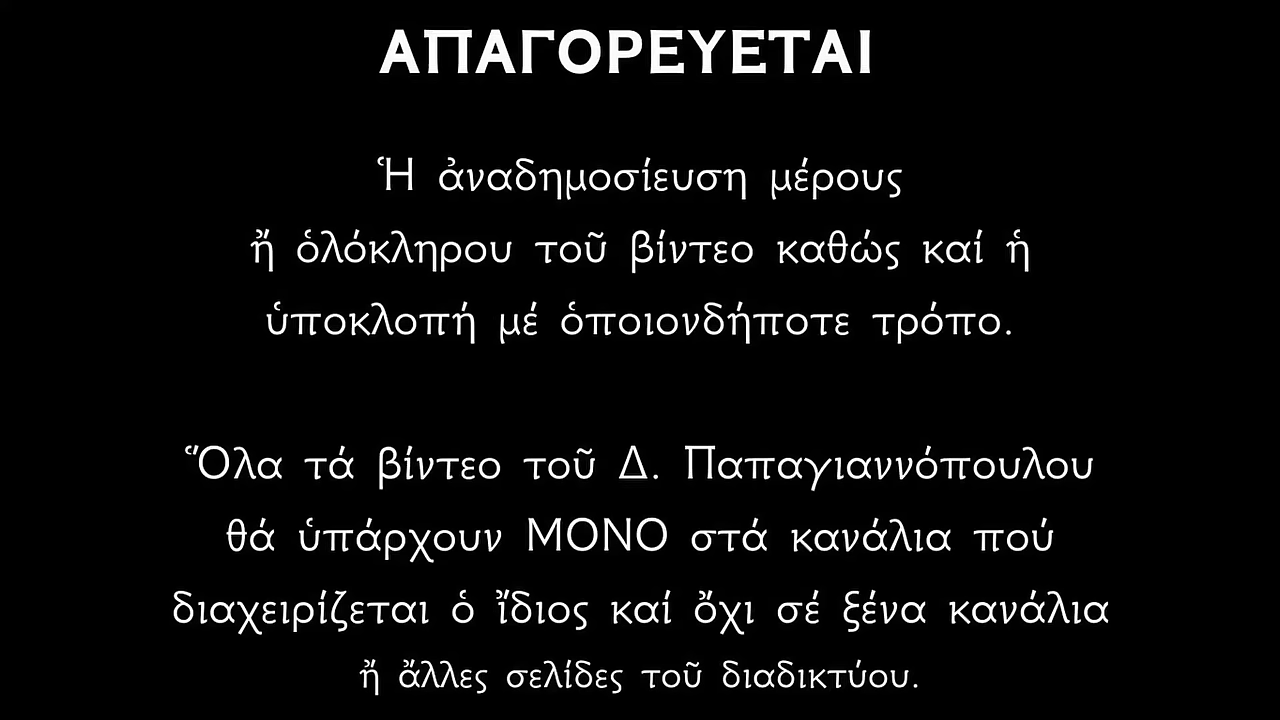 ΑΠΑΓΟΡΕΥΕΤΑΙ
Ἡ ἀναδημοσίευση μέρους
ἤ ὁλόκληρου τοῦ βίντεο καθώς καί ἡ
ὑποκλοπή μέ ὁποιονδήποτε τρόπο.
Ὅλα τά βίντεο τοῦ Δ. Παπαγιαννόπουλου
θά ὑπάρχουν ΜΟΝΟ στά κανάλια πού
διαχειρίζεται ὁ ἴδιος καί ὄχι σέ ξένα κανάλια
ἤ ἄλλες σελίδες τοῦ διαδικτύου.